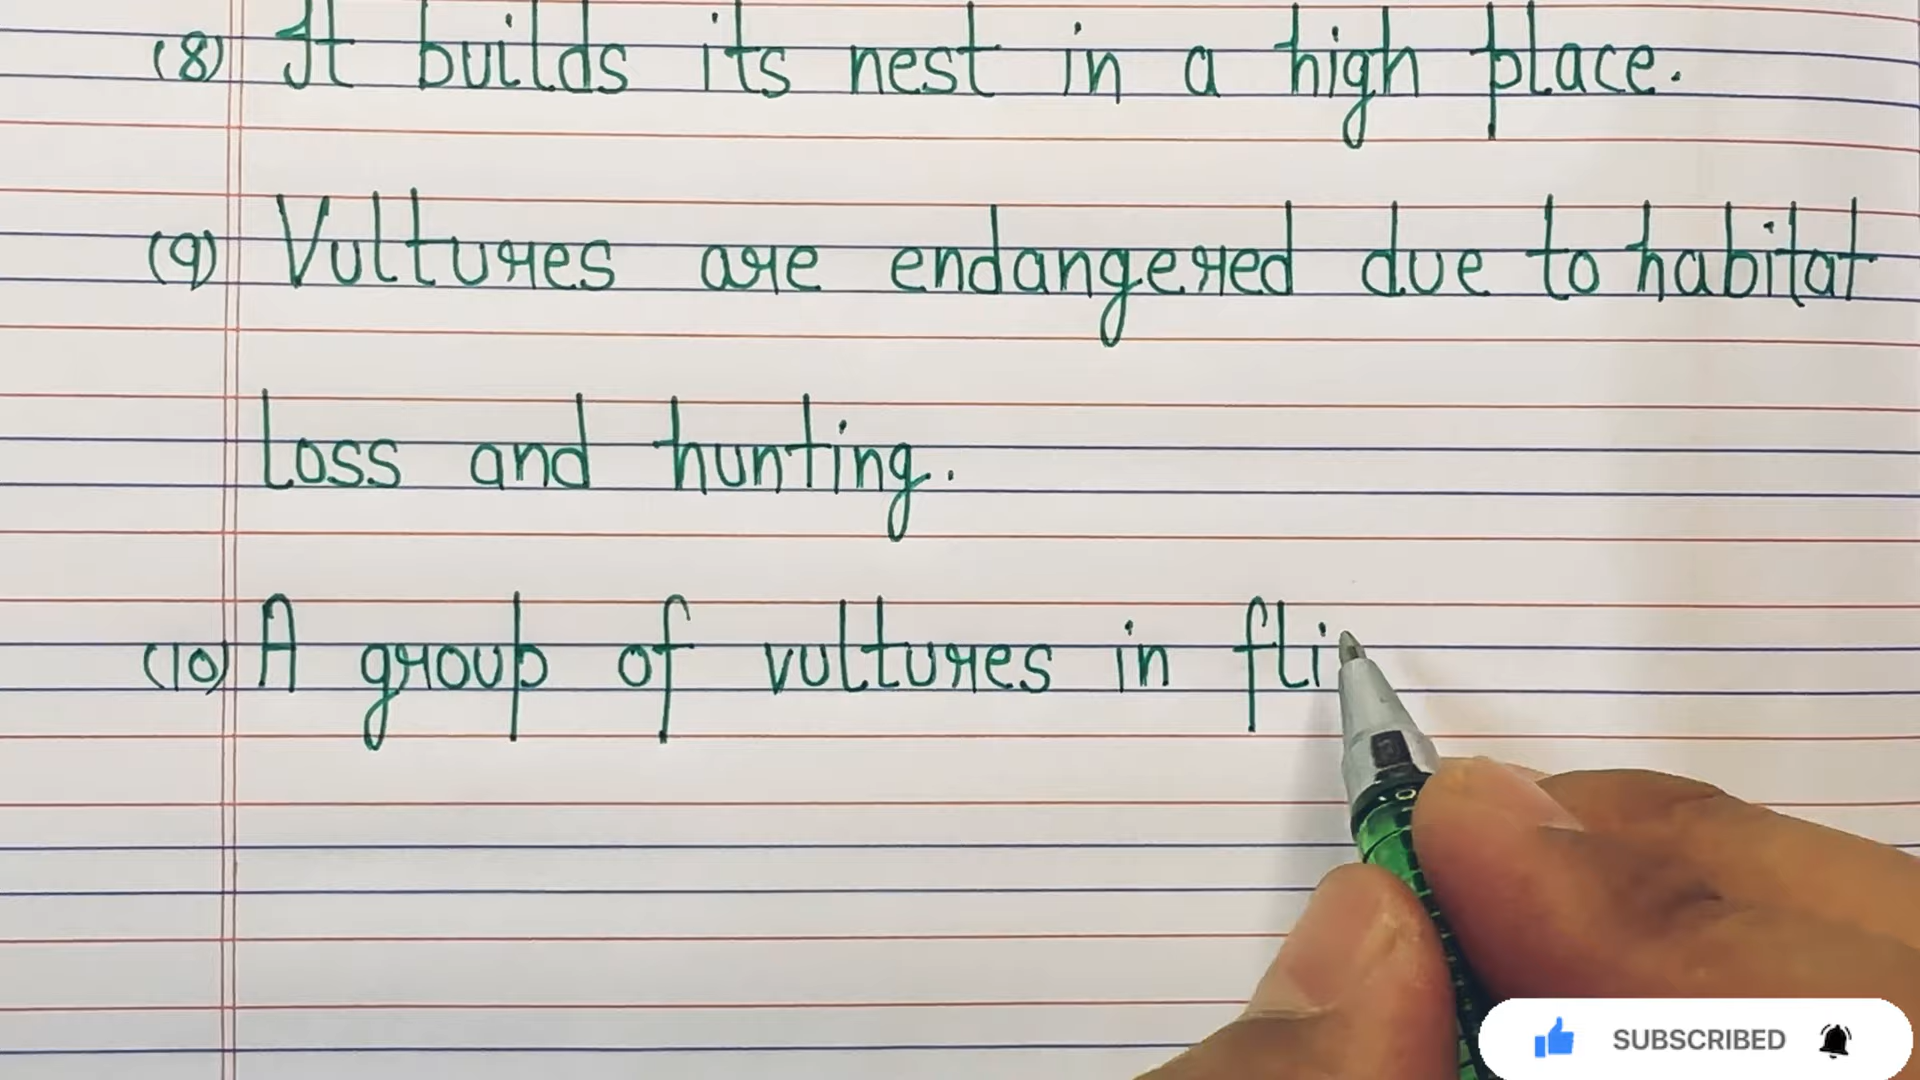 (8) It builds its nest in a high place.
(9) Vultures are endangered due to habitat
loss and hunting.
(10) A group of vultures in fli
SUBSCRIBED